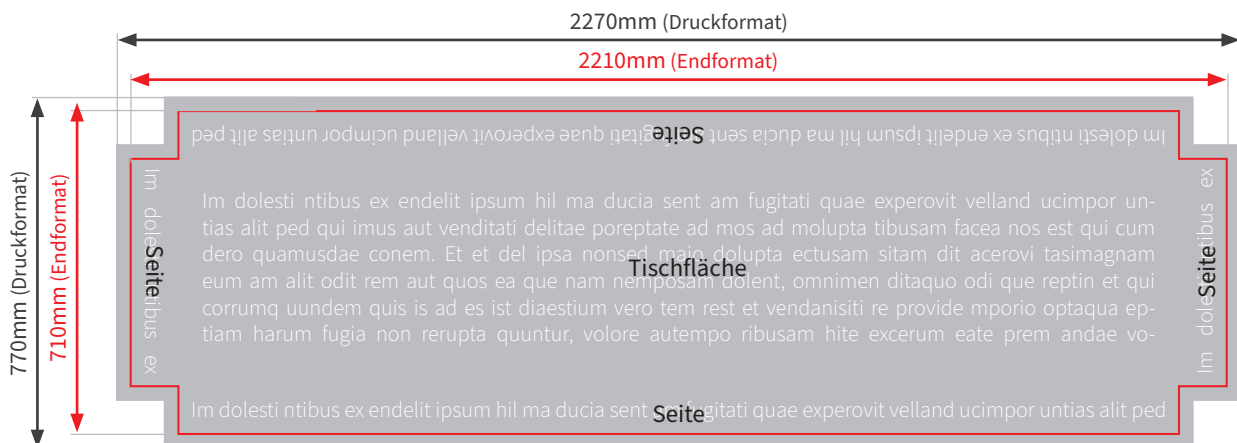 2270mm (Druckformat)
2210mm (Endformat)
770mm (Druckformat)
710mm (Endformat)
Im dolesti ntibus ex endelit ipsum hil ma ducia sent fugitati quae experovit velland ucimpor untias alit ped
Seite
Im dolesti ntibus ex
Seite
Im dolesti ntibus ex endelit ipsum hil ma ducia sent am fugitati quae experovit velland ucimpor un-
tias alit ped qui imus aut venditati delitae poreptate ad mos ad molupta tibusam facea nos est qui cum
dero quamusdae conem. Et et del ipsa nonsed maio dolupta ectusam sitam dit acerovi tasimagnam
Tischfläche
eum am alit odit rem aut quos ea que nam nemposam dolent, omnimen ditaquo odi que reptin et qui
corrumq uundem quis is ad es ist diaestium vero tem rest et vendanisiti re provide mporio optaqua ep-
tiam harum fugia non rerupta quuntur, volore autempo ribusam hite excerum eate prem andae vo-
Im dolesti ntibus ex
Seite
Im dolesti ntibus ex endelit ipsum hil ma ducia sent fugitati quae experovit velland ucimpor untias alit ped
Seite